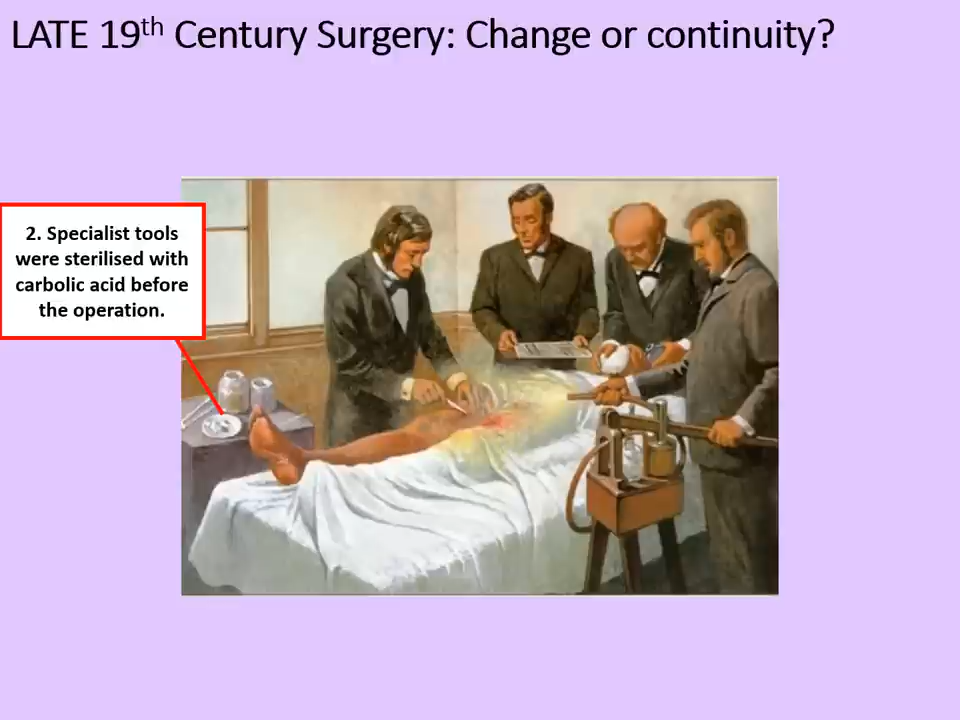 LATE 19th Century Surgery: Change or continuity?
2. Specialist tools
were sterilised with
carbolic acid before
the operation.